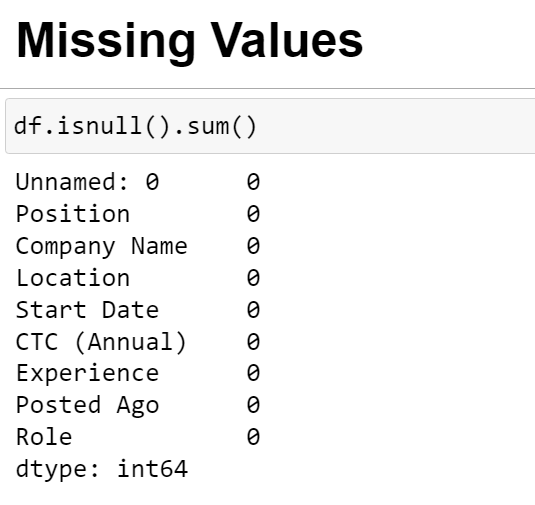 Missing Values
df.isnull().sum()
Unnamed: 0 0
Position 0
Company Name 0
Location 0
Start Date 0
CTC (Annual) 0
Experience 0
Posted Ago 0
Role 0
dtype: int64